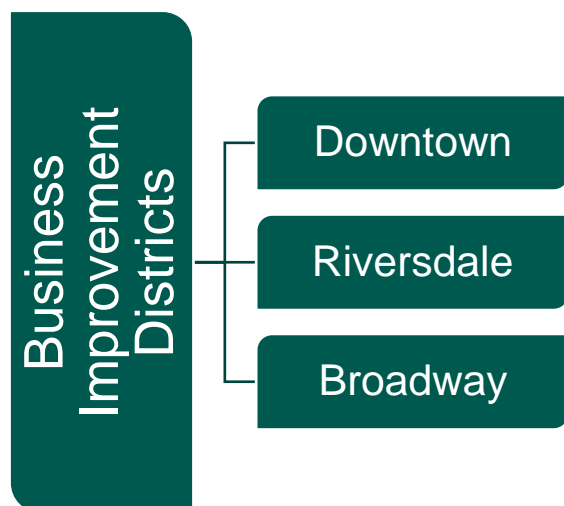 Business
Improvement
Districts
Downtown
Riversdale
Broadway